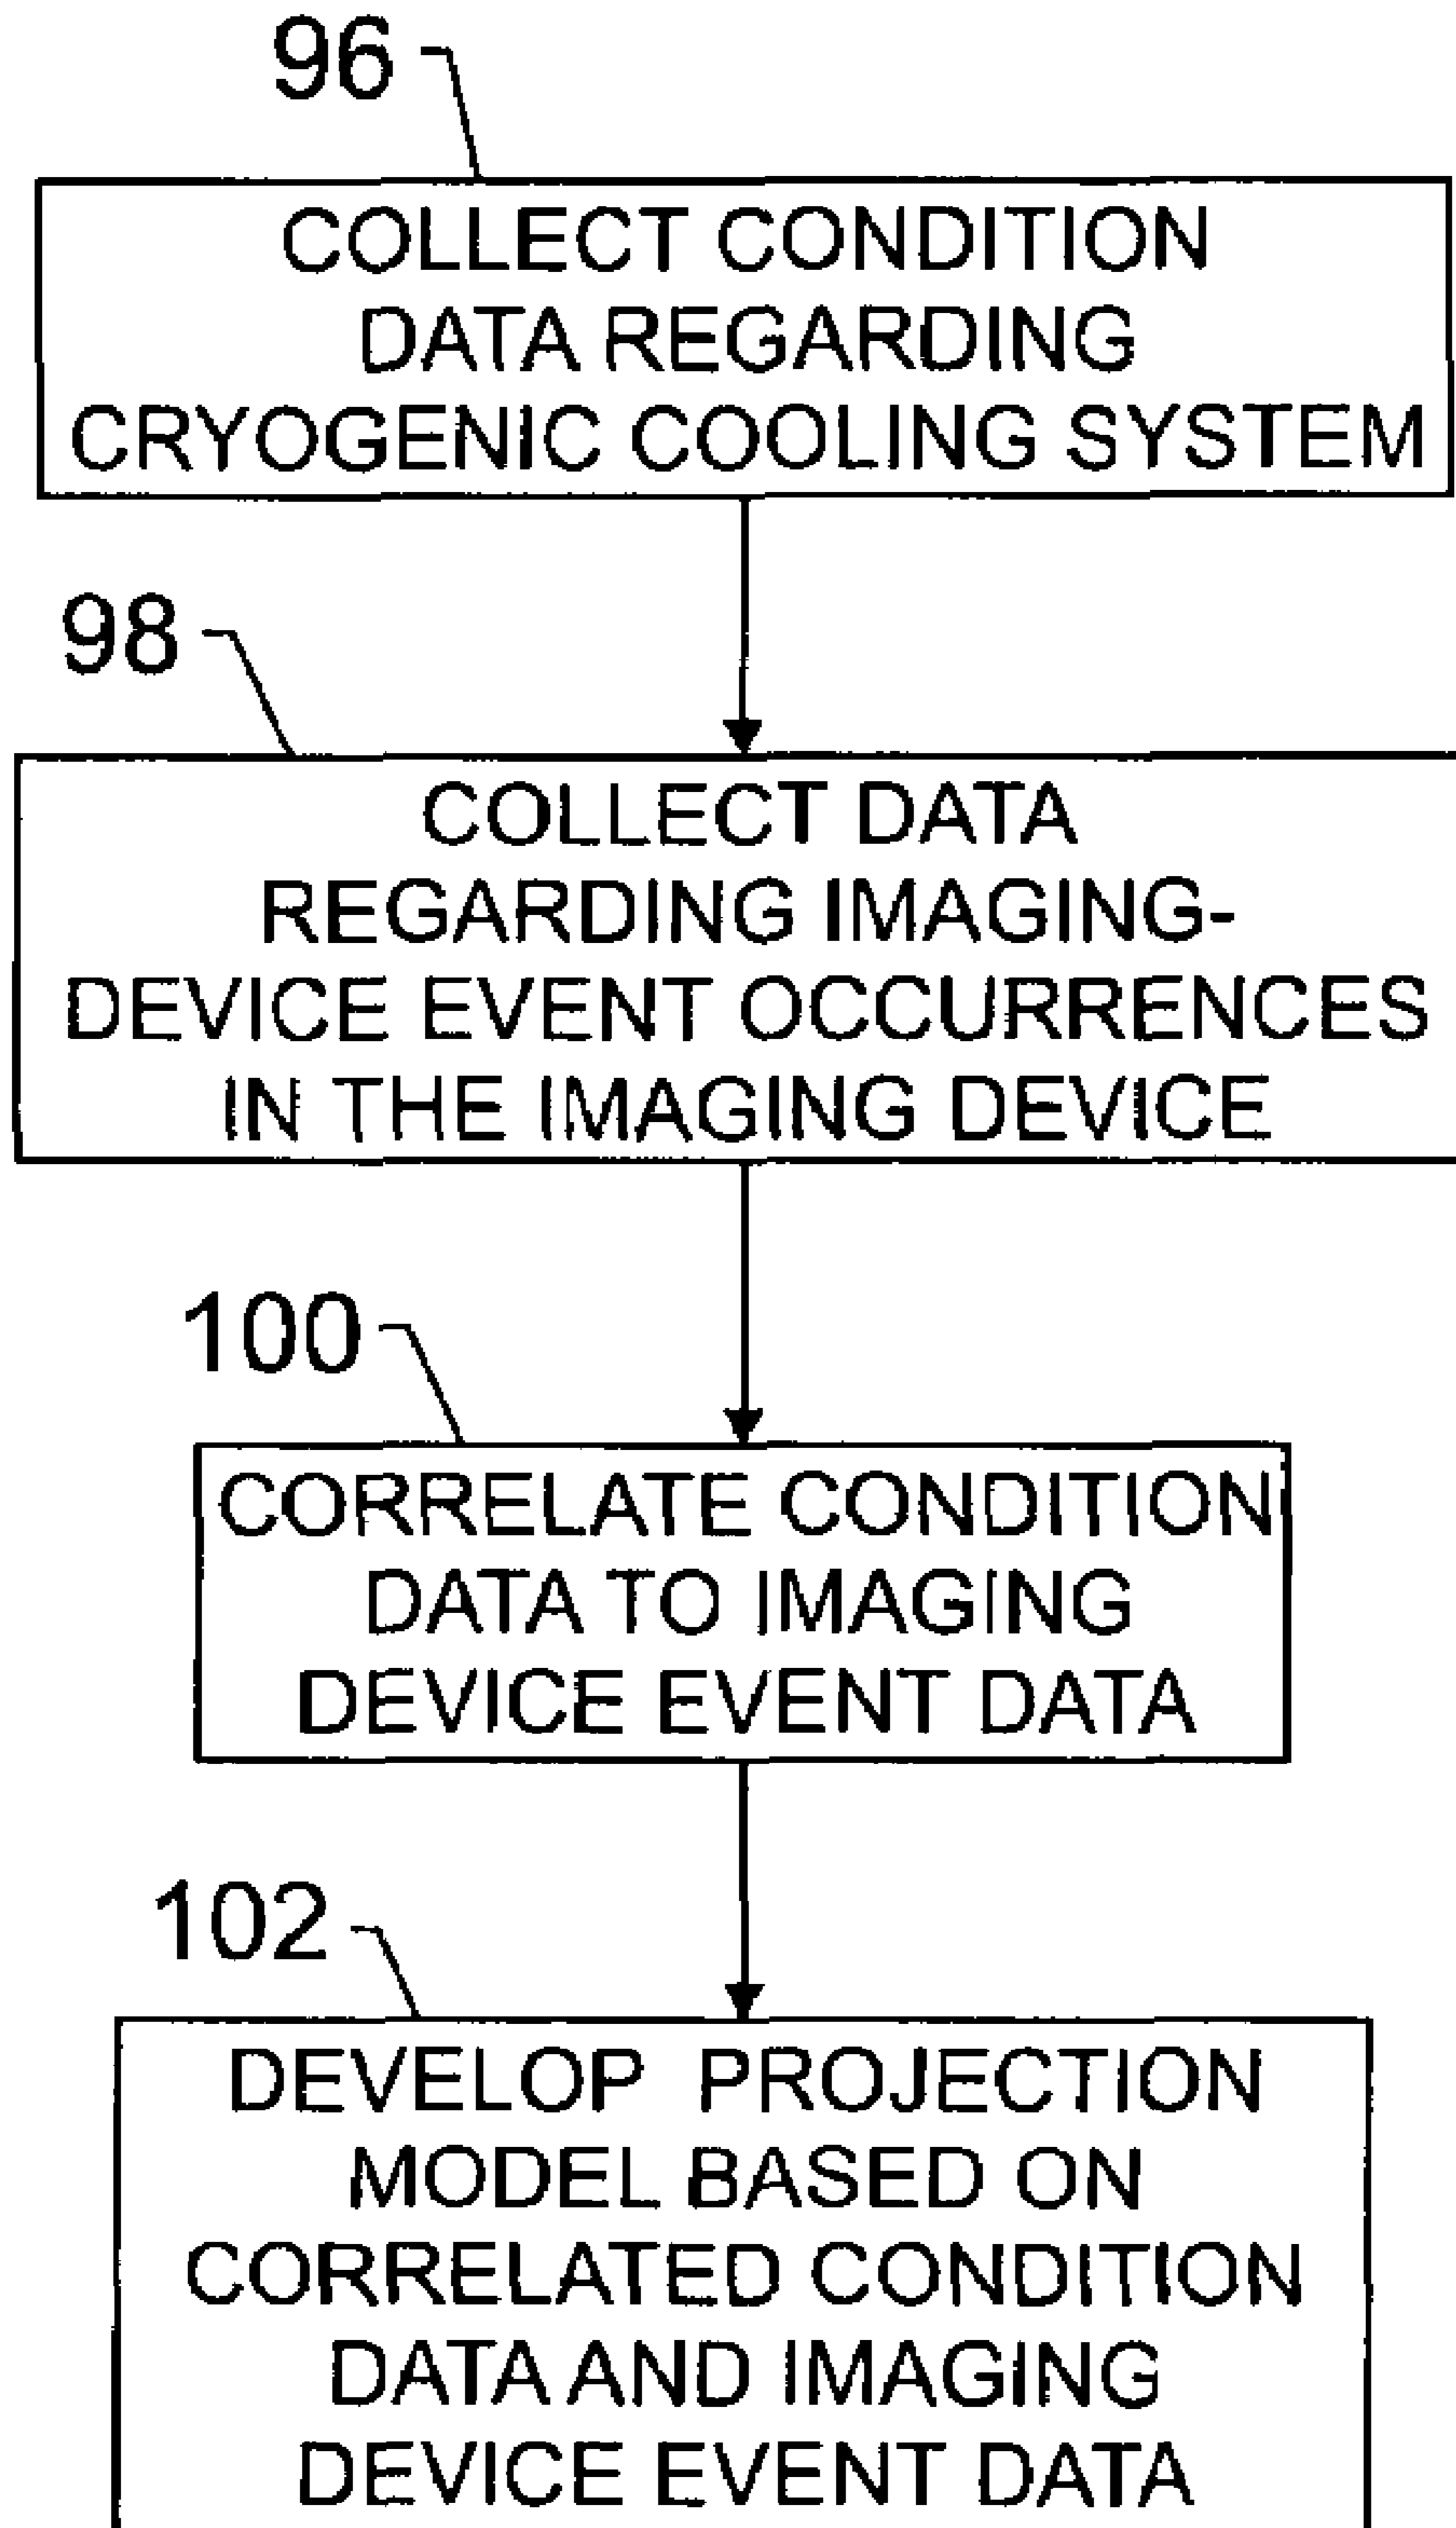 96
COLLECT CONDITION
DATA REGARDING
CRYOGENIC COOLING SYSTEM
98
COLLECT DATA
REGARDING IMAGING-
DEVICE EVENT OCCURRENCES
IN THE IMAGING DEVICE
100
CORRELATE CONDITION
DATA TO IMAGING
DEVICE EVENT DATA
102
DEVELOP PROJECTION
MODEL BASED ON
CORRELATED CONDITION
DATA AND IMAGING
DEVICE EVENT DATA